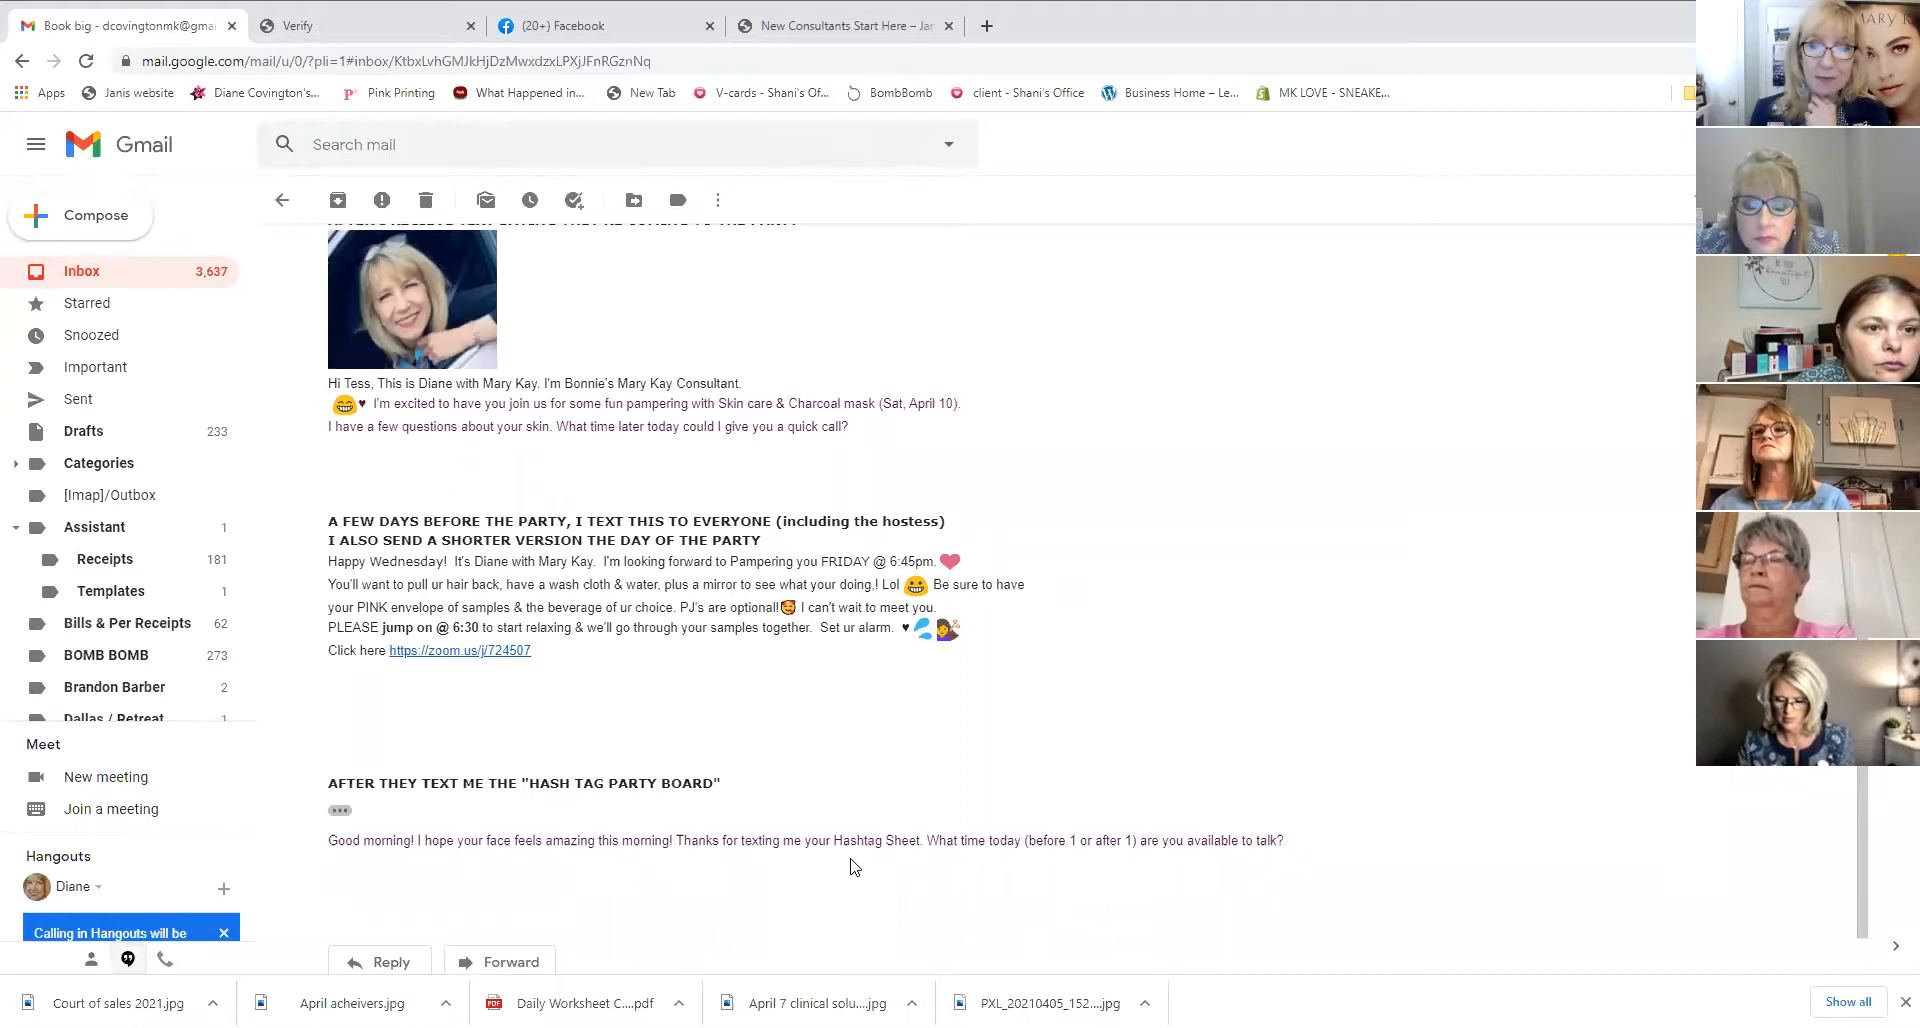 Book big - dcovingtonmk@gmai
Verify
(20+) Facebook
New Consultants Start Here – Jan
mail.google.com/mail/u/0/?pli=1#inbox/KtbxLvhGMJkHjDzMwxdzxLPXjJFnRGznNq
Apps
Janis website
Diane Covington's...
Pink Printing
What Happened in...
New Tab
V-cards - Shani's Of...
BombBomb
client - Shani's Office
Business Home – Le...
MK LOVE - SNEAKE...
Gmail
Search mail
Compose
Inbox 3,637
Starred
Snoozed
Important
Sent
Drafts 233
Categories
[Imap]/Outbox
Assistant 1
Receipts 181
Templates 1
Bills & Per Receipts 62
BOMB BOMB 273
Brandon Barber 2
Dallas / Retreat 1
Meet
New meeting
Join a meeting
Hangouts
Diane
Calling in Hangouts will be
Hi Tess, This is Diane with Mary Kay. I'm Bonnie's Mary Kay Consultant.
😁♥ I'm excited to have you join us for some fun pampering with Skin care & Charcoal mask (Sat, April 10).
I have a few questions about your skin. What time later today could I give you a quick call?
A FEW DAYS BEFORE THE PARTY, I TEXT THIS TO EVERYONE (including the hostess)
I ALSO SEND A SHORTER VERSION THE DAY OF THE PARTY
Happy Wednesday! It's Diane with Mary Kay. I'm looking forward to Pampering you FRIDAY @ 6:45pm.
You'll want to pull ur hair back, have a wash cloth & water, plus a mirror to see what your doing,! Lol 😀 Be sure to have
your PINK envelope of samples & the beverage of ur choice. PJ's are optional!🥰 I can't wait to meet you.
PLEASE jump on @ 6:30 to start relaxing & we'll go through your samples together. Set ur alarm. ♥💦💇
Click here https://zoom.us/j/724507
AFTER THEY TEXT ME THE "HASH TAG PARTY BOARD"
Good morning! I hope your face feels amazing this morning! Thanks for texting me your Hashtag Sheet. What time today (before 1 or after 1) are you available to talk?
Reply
Forward
Court of sales 2021.jpg
April acheivers.jpg
Daily Worksheet C....pdf
April 7 clinical solu....jpg
PXL_20210405_152....jpg
Show all
MARY K